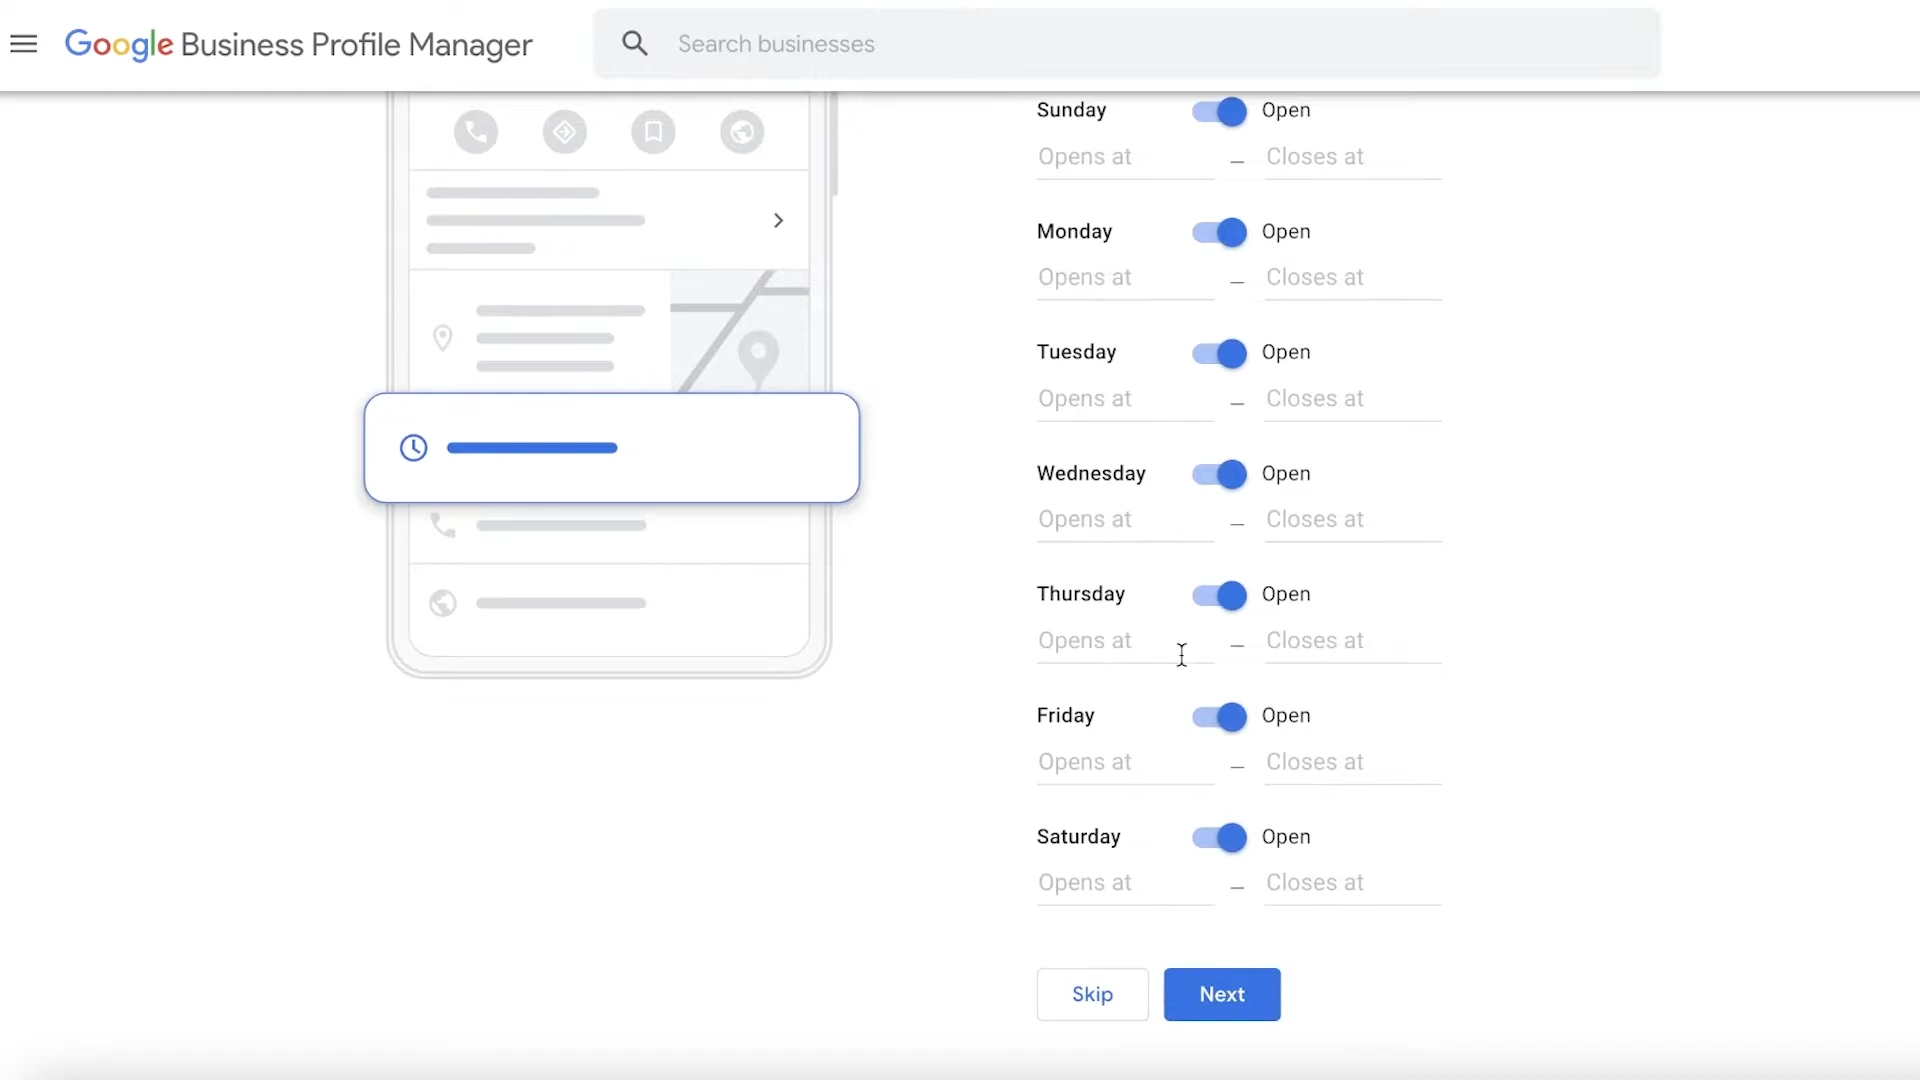 Google Business Profile Manager
Search businesses
Sunday Open
Opens at – Closes at
Monday Open
Opens at – Closes at
Tuesday Open
Opens at – Closes at
Wednesday Open
Opens at – Closes at
Thursday Open
Opens at – Closes at
Friday Open
Opens at – Closes at
Saturday Open
Opens at – Closes at
Skip Next